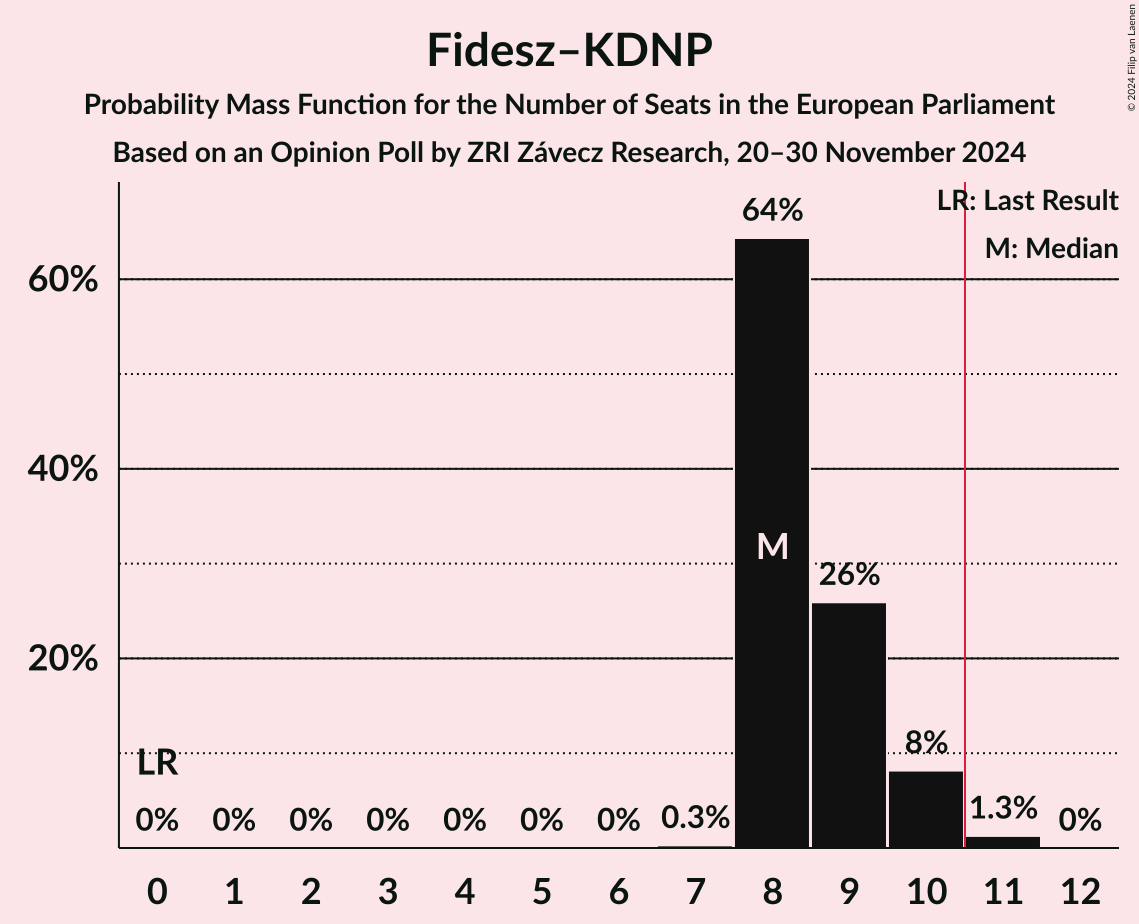 Fidesz–KDNP
Probability Mass Function for the Number of Seats in the European Parliament
Based on an Opinion Poll by ZRI Závecz Research, 20–30 November 2024
© 2024 Filip van Laenen
LR: Last Result
M: Median
64%
60%
40%
M
26%
20%
8%
LR
0% 0% 0% 0% 0% 0% 0% 0.3% 1.3% 0%
0 1 2 3 4 5 6 7 8 9 10 11 12